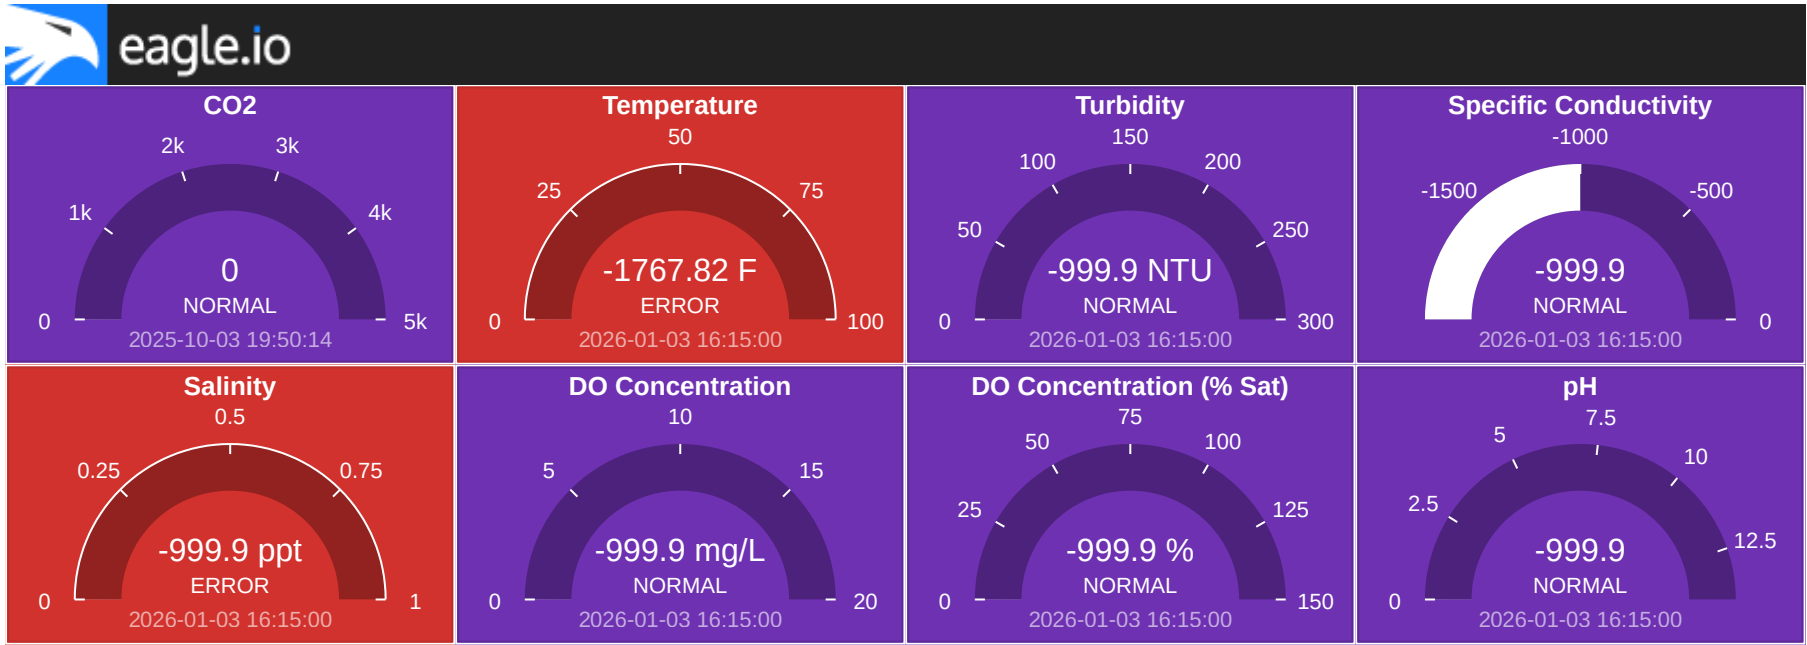 eagle.io
CO2
2k
3k
1k
4k
0
NORMAL
0
5k
2025-10-03 19:50:14
Temperature
50
25
75
-1767.82 F
ERROR
0
100
2026-01-03 16:15:00
Turbidity
150
100
200
50
250
-999.9 NTU
NORMAL
0
300
2026-01-03 16:15:00
Specific Conductivity
-1000
-1500
-500
-999.9
NORMAL
0
2026-01-03 16:15:00
Salinity
0.5
0.25
0.75
-999.9 ppt
ERROR
0
1
2026-01-03 16:15:00
DO Concentration
10
5
15
-999.9 mg/L
NORMAL
0
20
2026-01-03 16:15:00
DO Concentration (% Sat)
75
50
100
25
125
-999.9 %
NORMAL
0
150
2026-01-03 16:15:00
pH
7.5
5
10
2.5
12.5
-999.9
NORMAL
0
2026-01-03 16:15:00